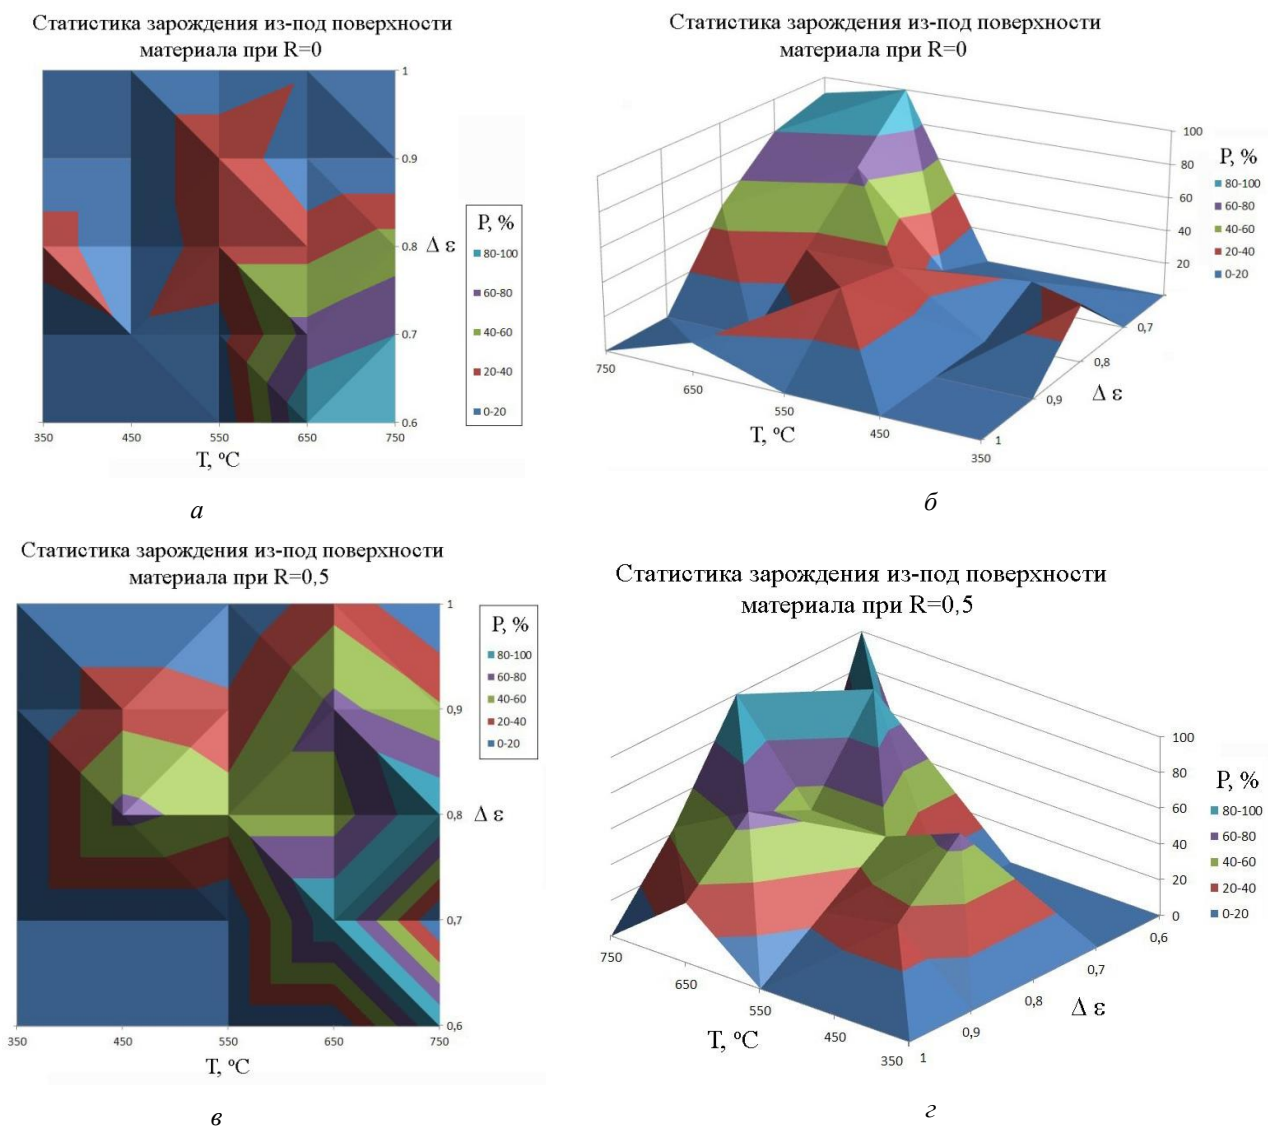 Статистика зарождения из-под поверхности
материала при R=0
1
0.9
0.8
0.7
0.6
Δ ε
350 450 550 650 750
T, °C
P, %
80-100
60-80
40-60
20-40
0-20
а
Статистика зарождения из-под поверхности
материала при R=0
100
80
60
40
20
P, %
80-100
60-80
40-60
20-40
0-20
0,7
0,8
0,9
1
Δ ε
750
650
550
450
350
T, °C
б
Статистика зарождения из-под поверхности
материала при R=0,5
1
0,9
0,8
0,7
0,6
Δ ε
350 450 550 650 750
T, °C
P, %
80-100
60-80
40-60
20-40
0-20
в
Статистика зарождения из-под поверхности
материала при R=0,5
100
80
60
40
20
0
P, %
80-100
60-80
40-60
20-40
0-20
0,6
0,7
0,8
0,9
1
Δ ε
750
650
550
450
350
T, °C
г